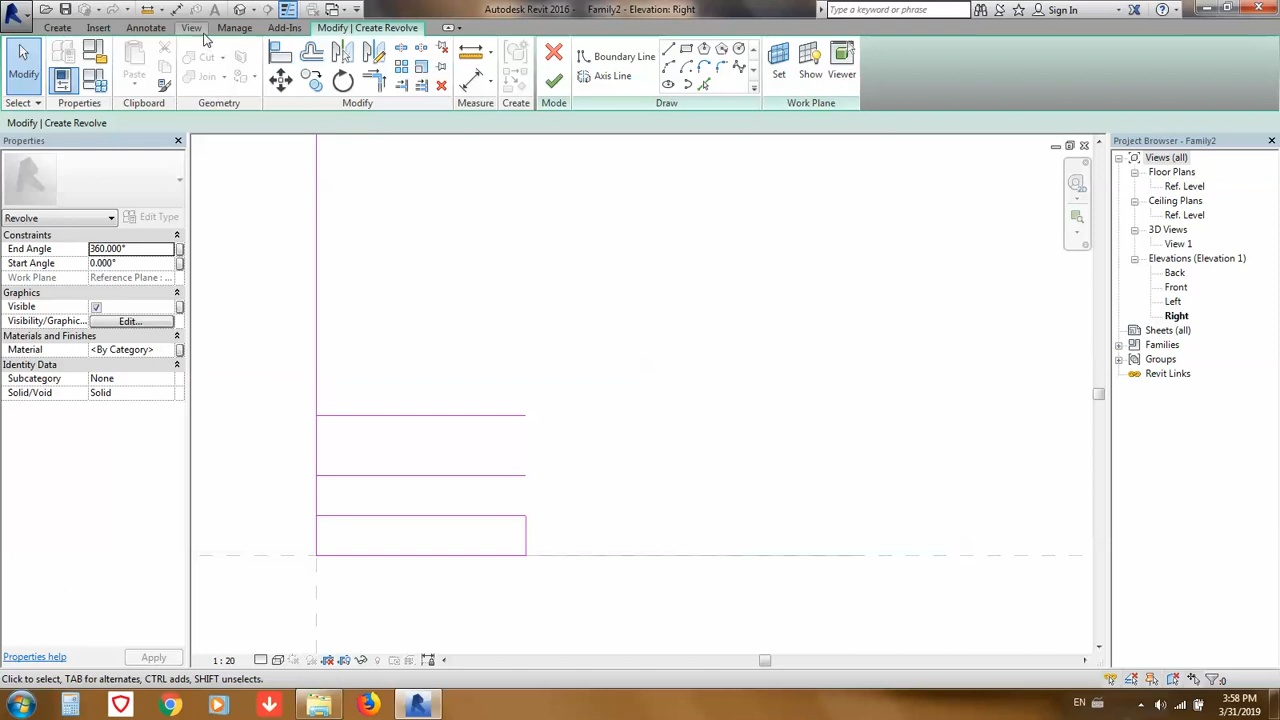 Autodesk Revit 2016 - Family2 - Elevation: Right
Type a keyword or phrase
Sign In
Create Insert Annotate View Manage Add-Ins Modify | Create Revolve
Modify
Paste
Cut
Join
Boundary Line
Axis Line
Set Show Viewer
Select Properties Clipboard Geometry Modify Measure Create Mode Draw Work Plane
Modify | Create Revolve
Properties
Revolve
Edit Type
Constraints
End Angle 360.000°
Start Angle 0.000°
Work Plane Reference Plane : ...
Graphics
Visible
Visibility/Graphic... Edit...
Materials and Finishes
Material <By Category>
Identity Data
Subcategory None
Solid/Void Solid
Properties help
Apply
Project Browser - Family2
Views (all)
Floor Plans
Ref. Level
Ceiling Plans
Ref. Level
3D Views
View 1
Elevations (Elevation 1)
Back
Front
Left
Right
Sheets (all)
Families
Groups
Revit Links
1 : 20
Click to select, TAB for alternates, CTRL adds, SHIFT unselects.
:0
EN
3:58 PM
3/31/2019